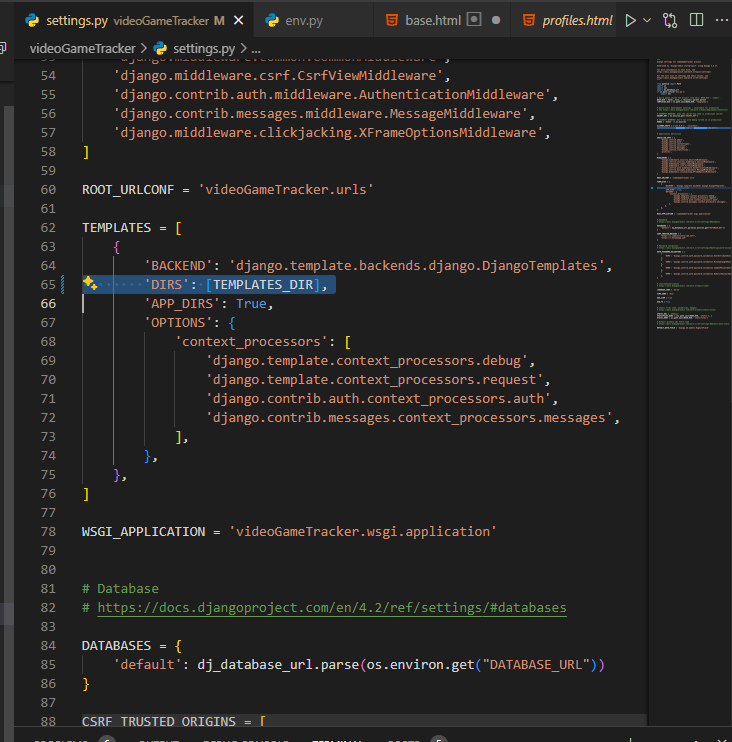 settings.py videoGameTracker M
env.py
base.html
profiles.html
videoGameTracker > settings.py > ...
54 'django.middleware.csrf.CsrfViewMiddleware',
55 'django.contrib.auth.middleware.AuthenticationMiddleware',
56 'django.contrib.messages.middleware.MessageMiddleware',
57 'django.middleware.clickjacking.XFrameOptionsMiddleware',
58 ]
59
60 ROOT_URLCONF = 'videoGameTracker.urls'
61
62 TEMPLATES = [
63 {
64 'BACKEND': 'django.template.backends.django.DjangoTemplates',
65 'DIRS': [TEMPLATES_DIR],
66 'APP_DIRS': True,
67 'OPTIONS': {
68 'context_processors': [
69 'django.template.context_processors.debug',
70 'django.template.context_processors.request',
71 'django.contrib.auth.context_processors.auth',
72 'django.contrib.messages.context_processors.messages',
73 ],
74 },
75 },
76 ]
77
78 WSGI_APPLICATION = 'videoGameTracker.wsgi.application'
79
80
81 # Database
82 # https://docs.djangoproject.com/en/4.2/ref/settings/#databases
83
84 DATABASES = {
85 'default': dj_database_url.parse(os.environ.get("DATABASE_URL"))
86 }
87
88 CSRF_TRUSTED_ORIGINS = [